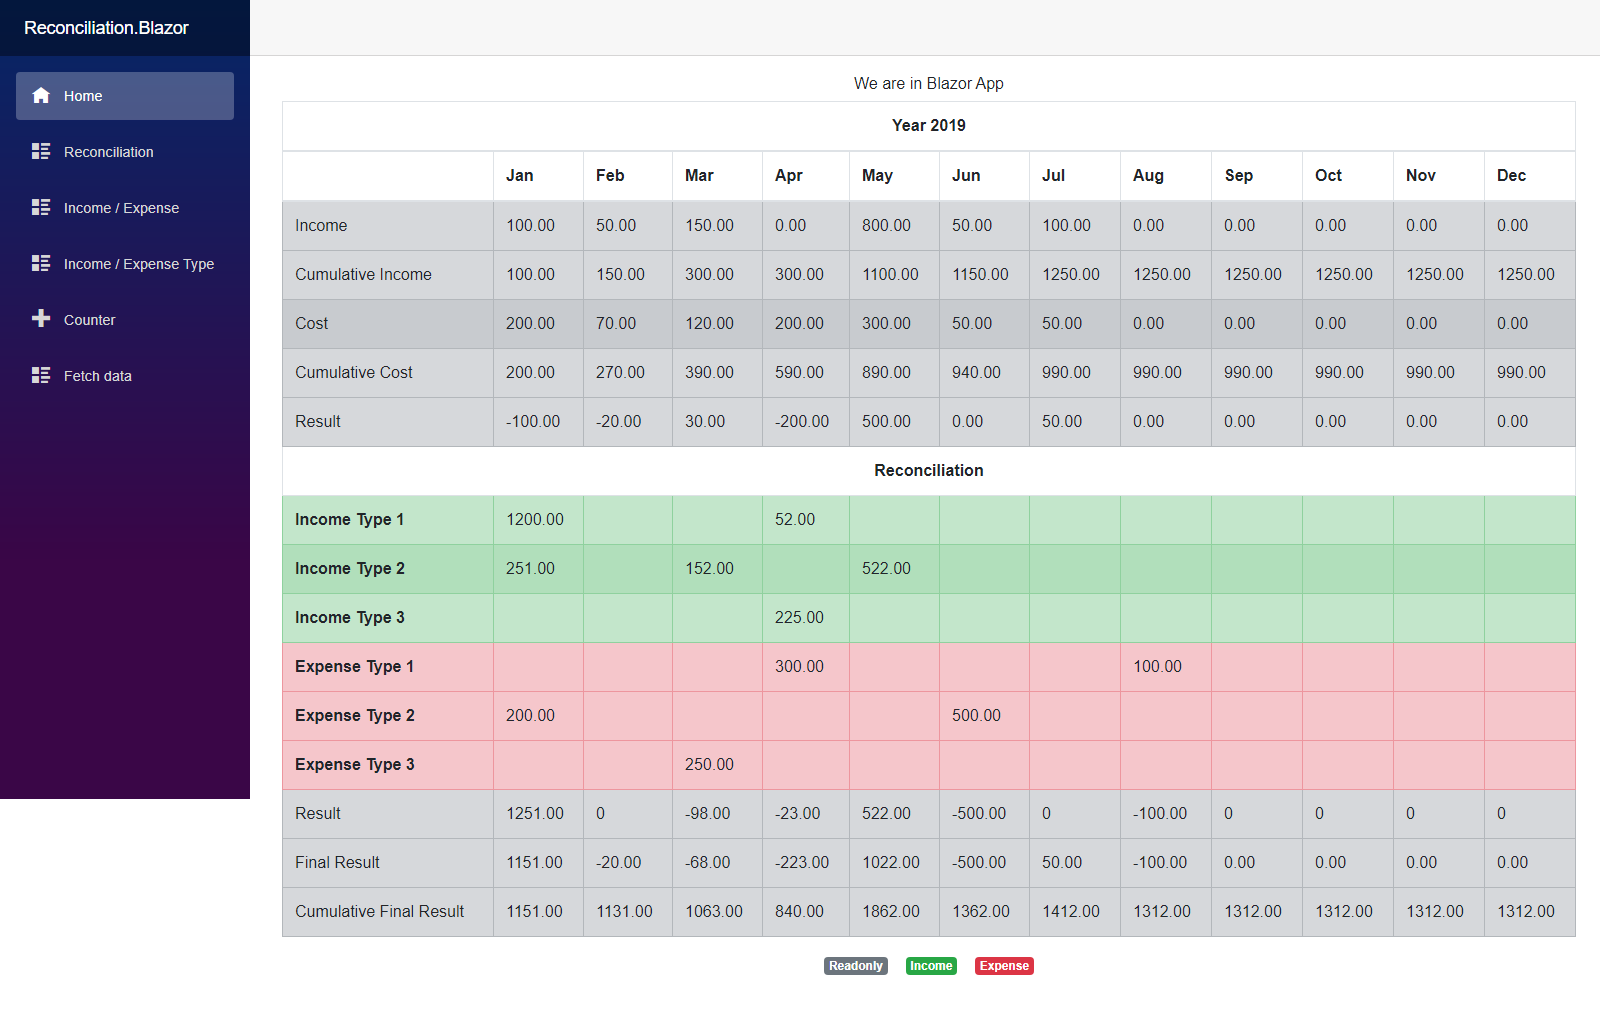 Reconciliation.Blazor
Home
Reconciliation
Income / Expense
Income / Expense Type
Counter
Fetch data
We are in Blazor App
Year 2019
Jan Feb Mar Apr May Jun Jul Aug Sep Oct Nov Dec
Income 100.00 50.00 150.00 0.00 800.00 50.00 100.00 0.00 0.00 0.00 0.00 0.00
Cumulative Income 100.00 150.00 300.00 300.00 1100.00 1150.00 1250.00 1250.00 1250.00 1250.00 1250.00 1250.00
Cost 200.00 70.00 120.00 200.00 300.00 50.00 50.00 0.00 0.00 0.00 0.00 0.00
Cumulative Cost 200.00 270.00 390.00 590.00 890.00 940.00 990.00 990.00 990.00 990.00 990.00 990.00
Result -100.00 -20.00 30.00 -200.00 500.00 0.00 50.00 0.00 0.00 0.00 0.00 0.00
Reconciliation
Income Type 1 1200.00 52.00
Income Type 2 251.00 152.00 522.00
Income Type 3 225.00
Expense Type 1 300.00 100.00
Expense Type 2 200.00 500.00
Expense Type 3 250.00
Result 1251.00 0 -98.00 -23.00 522.00 -500.00 0 -100.00 0 0 0 0
Final Result 1151.00 -20.00 -68.00 -223.00 1022.00 -500.00 50.00 -100.00 0.00 0.00 0.00 0.00
Cumulative Final Result 1151.00 1131.00 1063.00 840.00 1862.00 1362.00 1412.00 1312.00 1312.00 1312.00 1312.00 1312.00
Readonly Income Expense